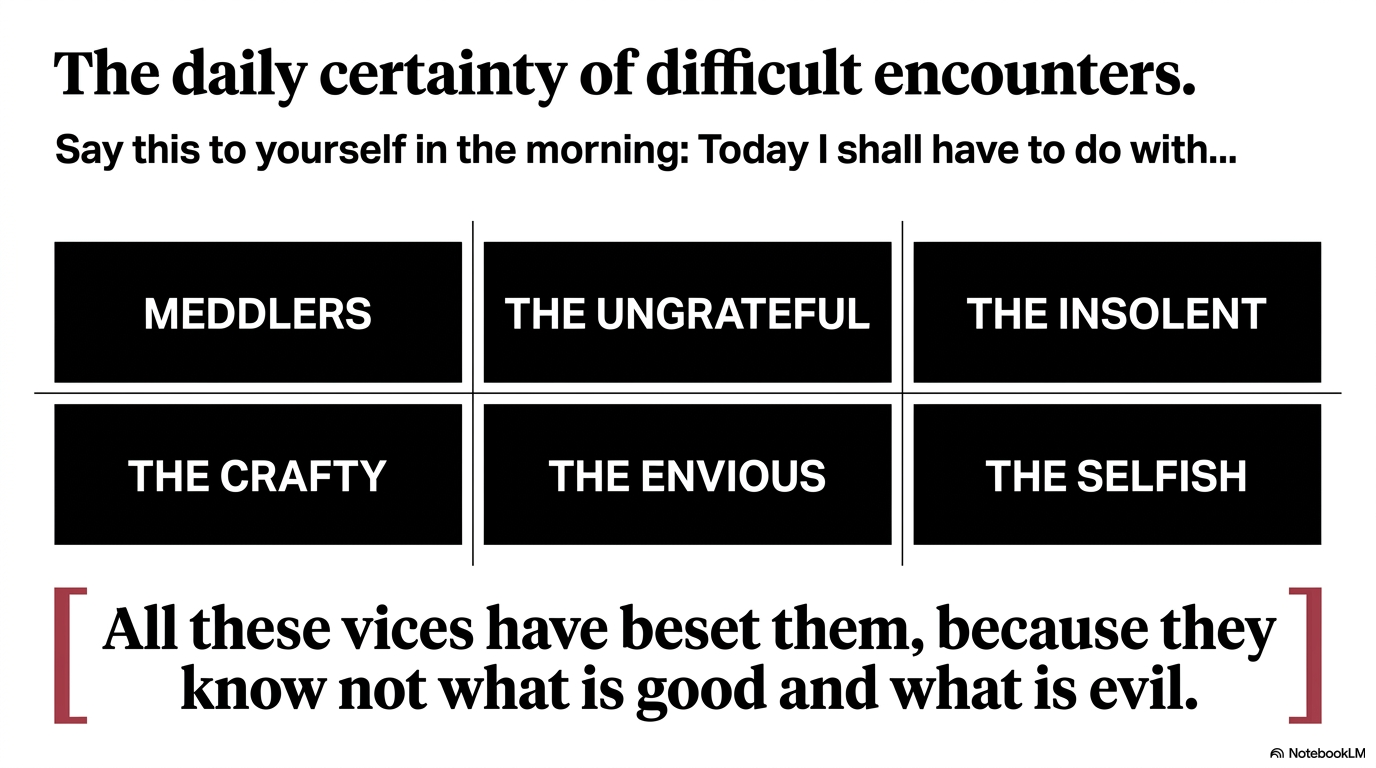 The daily certainty of difficult encounters.
Say this to yourself in the morning: Today I shall have to do with...
MEDDLERS
THE UNGRATEFUL
THE INSOLENT
THE CRAFTY
THE ENVIOUS
THE SELFISH
All these vices have beset them, because they
know not what is good and what is evil.
NotebookLM